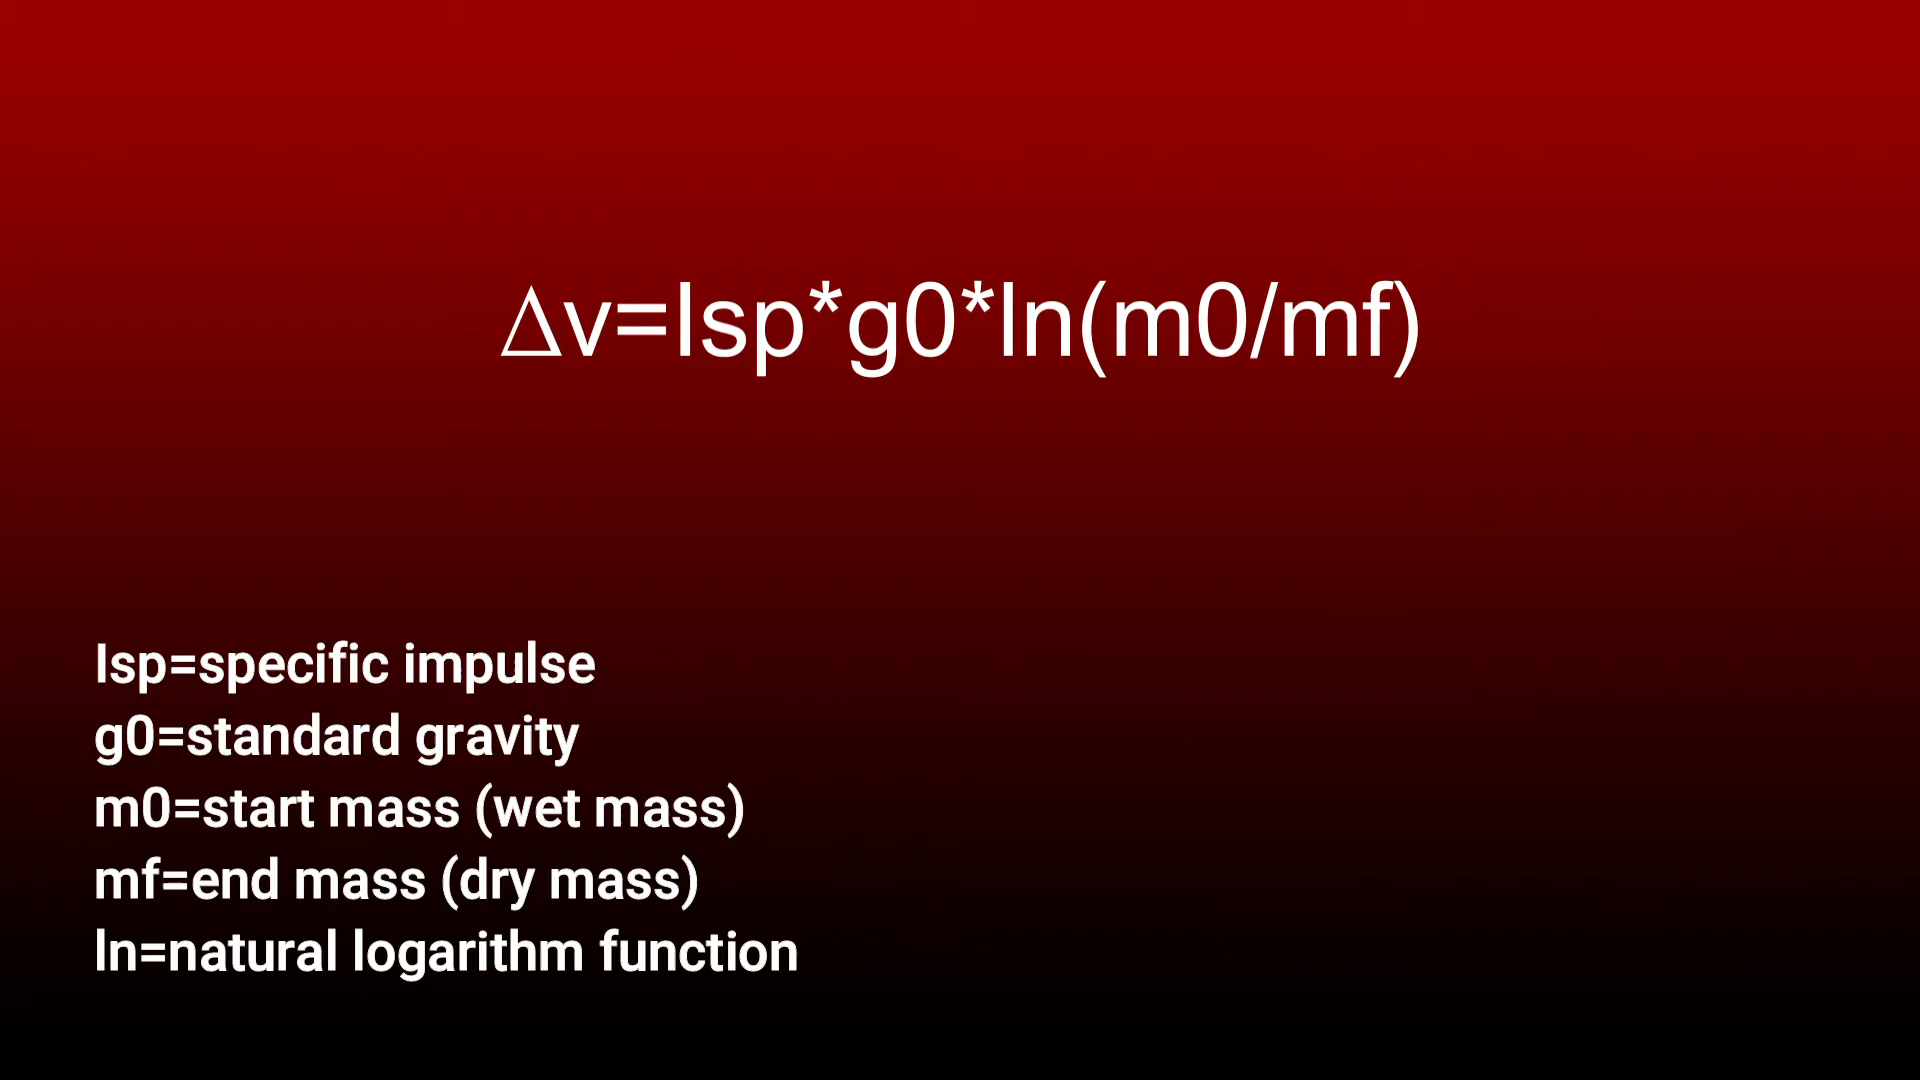 Δv=Isp*g0*ln(m0/mf)
Isp=specific impulse
g0=standard gravity
m0=start mass (wet mass)
mf=end mass (dry mass)
ln=natural logarithm function